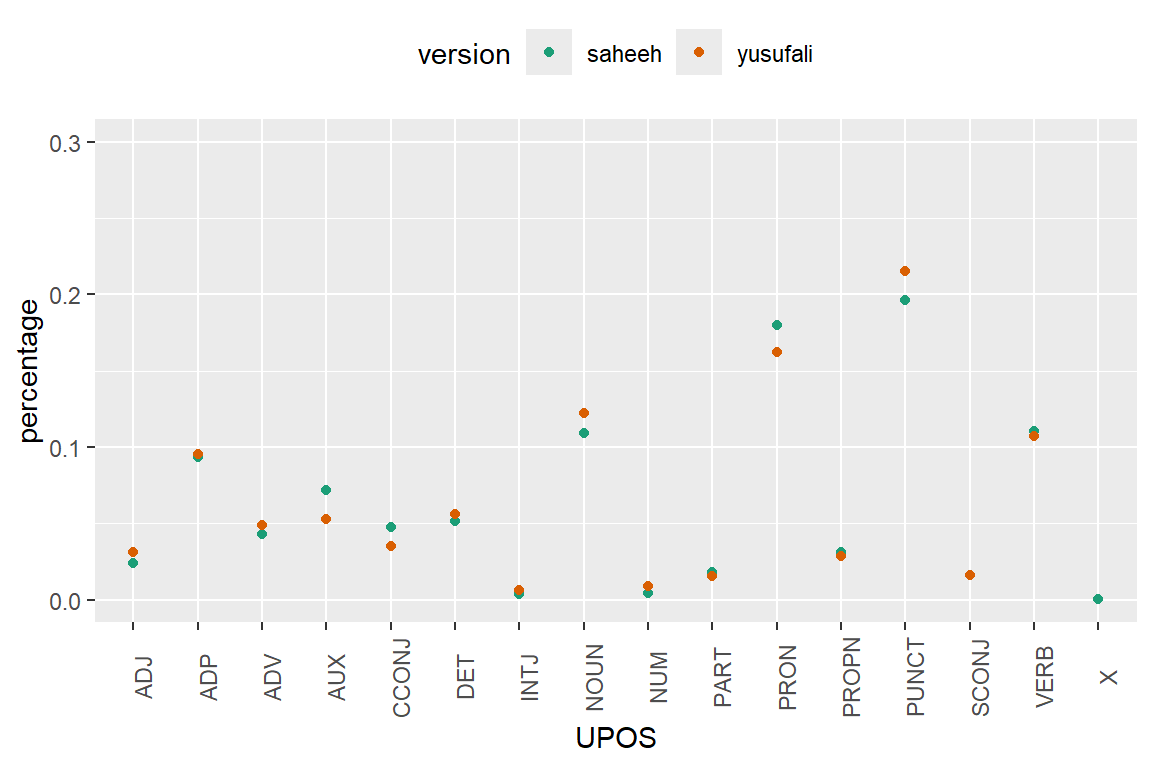 version saheeh yusufali
0.3
0.2
0.1
0.0
percentage
ADJ ADP ADV AUX CCONJ DET INTJ NOUN NUM PART PRON PROPN PUNCT SCONJ VERB X
UPOS